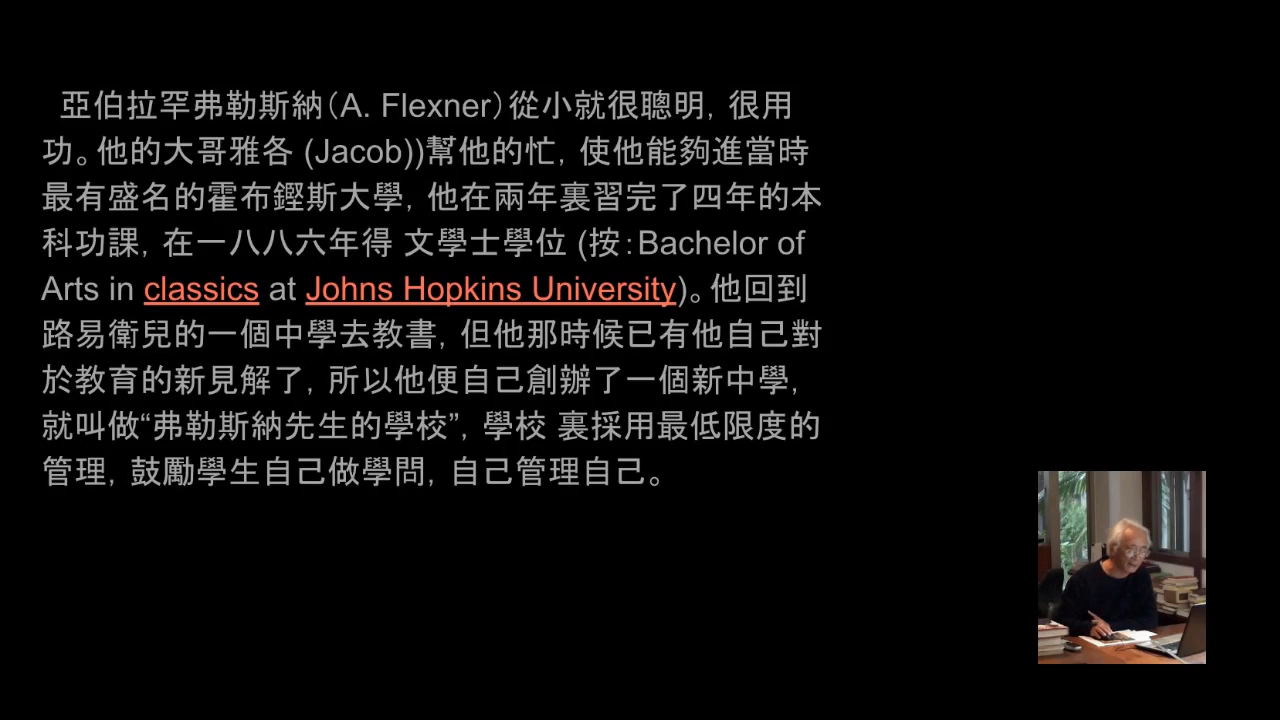 亞伯拉罕弗勒斯納（A. Flexner）從小就很聰明，很用
功。他的大哥雅各 (Jacob))幫他的忙，使他能夠進當時
最有盛名的霍布鏗斯大學，他在兩年裏習完了四年的本
科功課，在一八八六年得 文學士學位 (按：Bachelor of
Arts in classics at Johns Hopkins University)。他回到
路易衛兒的一個中學去教書，但他那時候已有他自己對
於教育的新見解了，所以他便自己創辦了一個新中學，
就叫做“弗勒斯納先生的學校”，學校 裏採用最低限度的
管理，鼓勵學生自己做學問，自己管理自己。